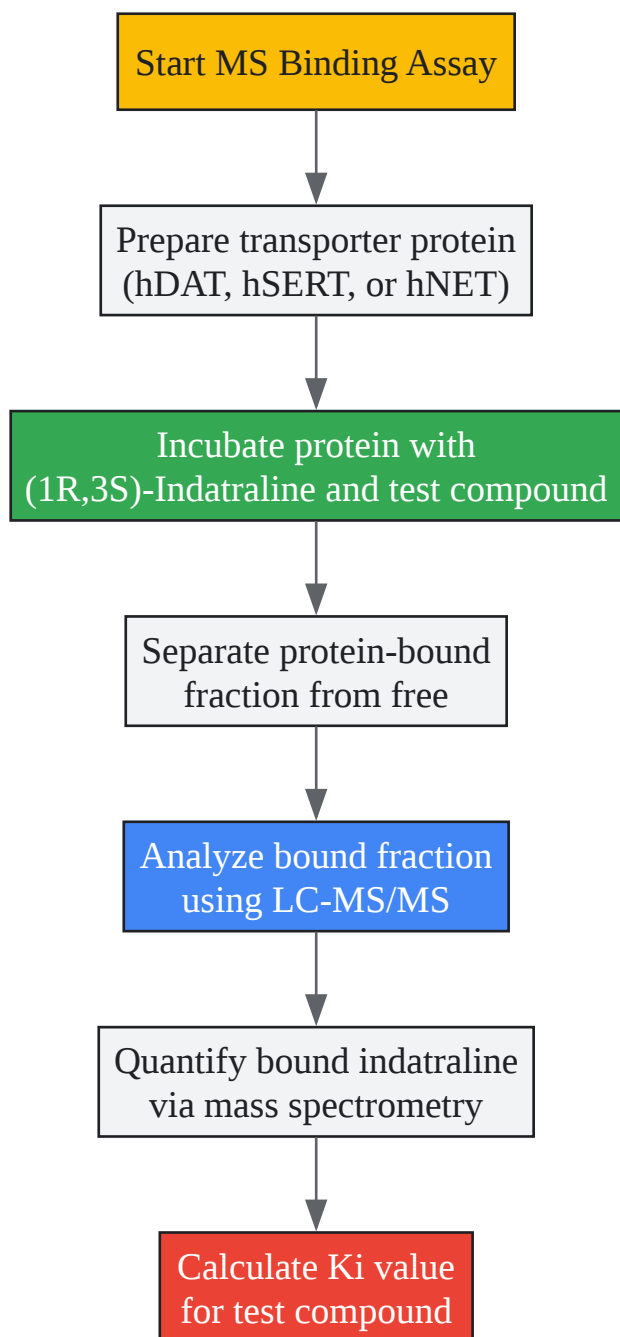 Start MS Binding Assay
Prepare transporter protein
(hDAT, hSERT, or hNET)
Incubate protein with
(1R,3S)-Indatraline and test compound
Separate protein-bound
fraction from free
Analyze bound fraction
using LC-MS/MS
Quantify bound indatraline
via mass spectrometry
Calculate Ki value
for test compound